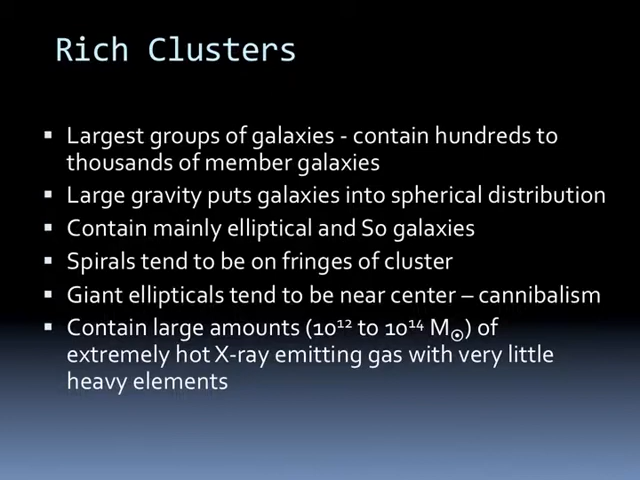 Rich Clusters
▪ Largest groups of galaxies - contain hundreds to
thousands of member galaxies
▪ Large gravity puts galaxies into spherical distribution
▪ Contain mainly elliptical and S0 galaxies
▪ Spirals tend to be on fringes of cluster
▪ Giant ellipticals tend to be near center – cannibalism
▪ Contain large amounts (10¹² to 10¹⁴ M☉) of
extremely hot X-ray emitting gas with very little
heavy elements